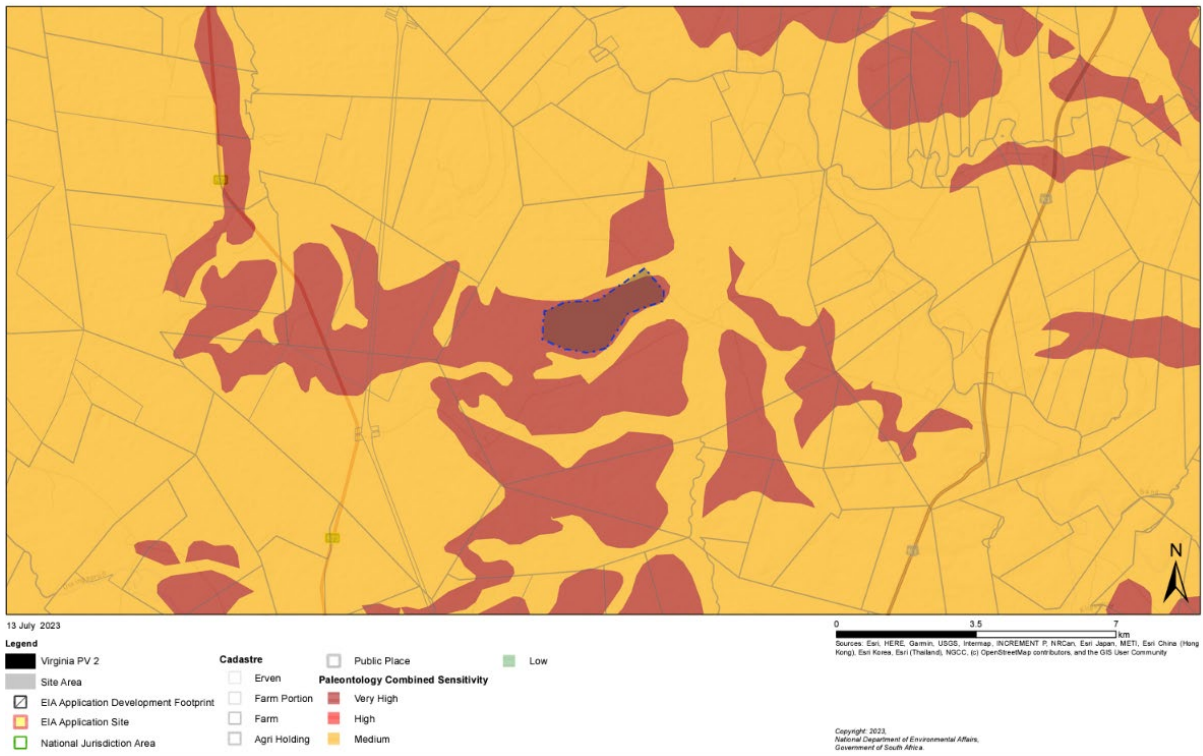 N
13 July 2023
Legend
Virginia PV 2
Site Area
EIA Application Development Footprint
EIA Application Site
National Jurisdiction Area
Cadastre
Erven
Farm Portion
Farm
Agri Holding
Public Place
Paleontology Combined Sensitivity
Very High
High
Medium
Low
0 3.5 7
km
Sources: Esri, HERE, Garmin, USGS, Intermap, INCREMENT P, NRCan, Esri Japan, METI, Esri China (Hong
Kong), Esri Korea, Esri (Thailand), NGCC, (c) OpenStreetMap contributors, and the GIS User Community
Copyright: 2023,
National Department of Environmental Affairs,
Government of South Africa.